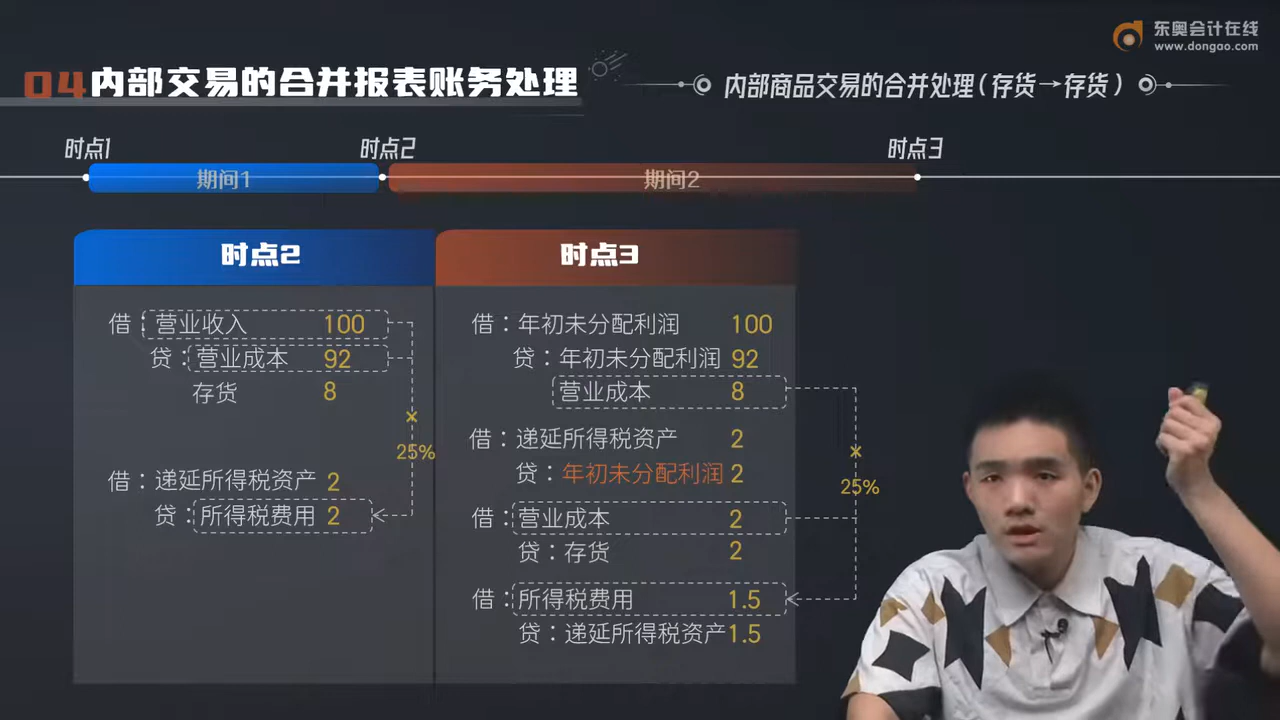 东奥会计在线
www.dongao.com
04内部交易的合并报表账务处理
内部商品交易的合并处理（存货→存货）
时点1
时点2
时点3
期间1
期间2
时点2
借：营业收入 100
贷：营业成本 92
存货 8
× 25%
借：递延所得税资产 2
贷：所得税费用 2
时点3
借：年初未分配利润 100
贷：年初未分配利润 92
营业成本 8
借：递延所得税资产 2
贷：年初未分配利润 2
× 25%
借：营业成本 2
贷：存货 2
借：所得税费用 1.5
贷：递延所得税资产 1.5